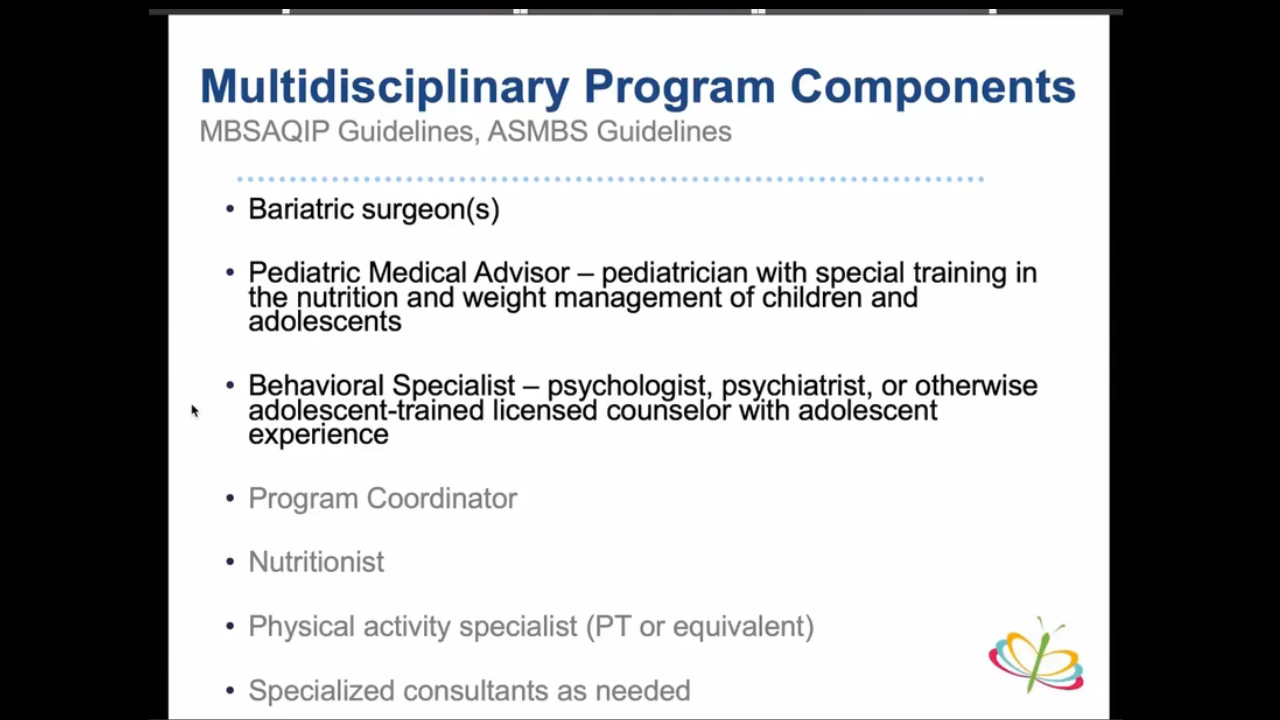 Multidisciplinary Program Components
MBSAQIP Guidelines, ASMBS Guidelines
• Bariatric surgeon(s)
• Pediatric Medical Advisor – pediatrician with special training in
the nutrition and weight management of children and
adolescents
• Behavioral Specialist – psychologist, psychiatrist, or otherwise
adolescent-trained licensed counselor with adolescent
experience
• Program Coordinator
• Nutritionist
• Physical activity specialist (PT or equivalent)
• Specialized consultants as needed